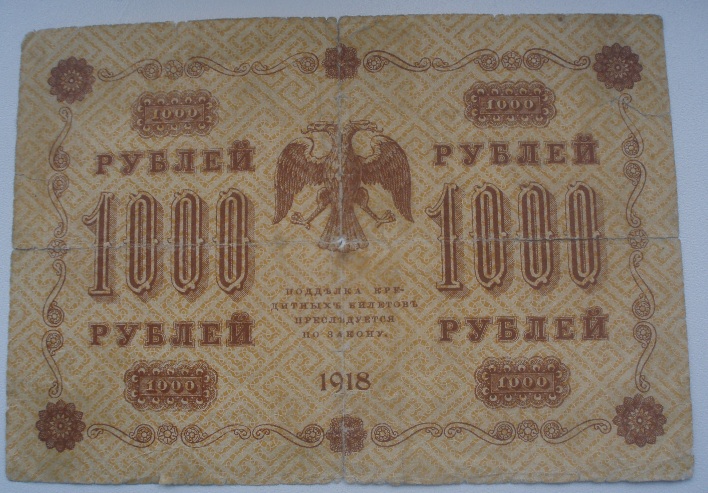 1000 1000
РУБЛЕЙ РУБЛЕЙ
1000 1000
ПОДДѢЛКА КРЕ-
ДИТНЫХЪ БИЛЕТОВЪ
ПРЕСЛѢДУЕТСЯ
ПО ЗАКОНУ.
РУБЛЕЙ РУБЛЕЙ
1000 1918 1000